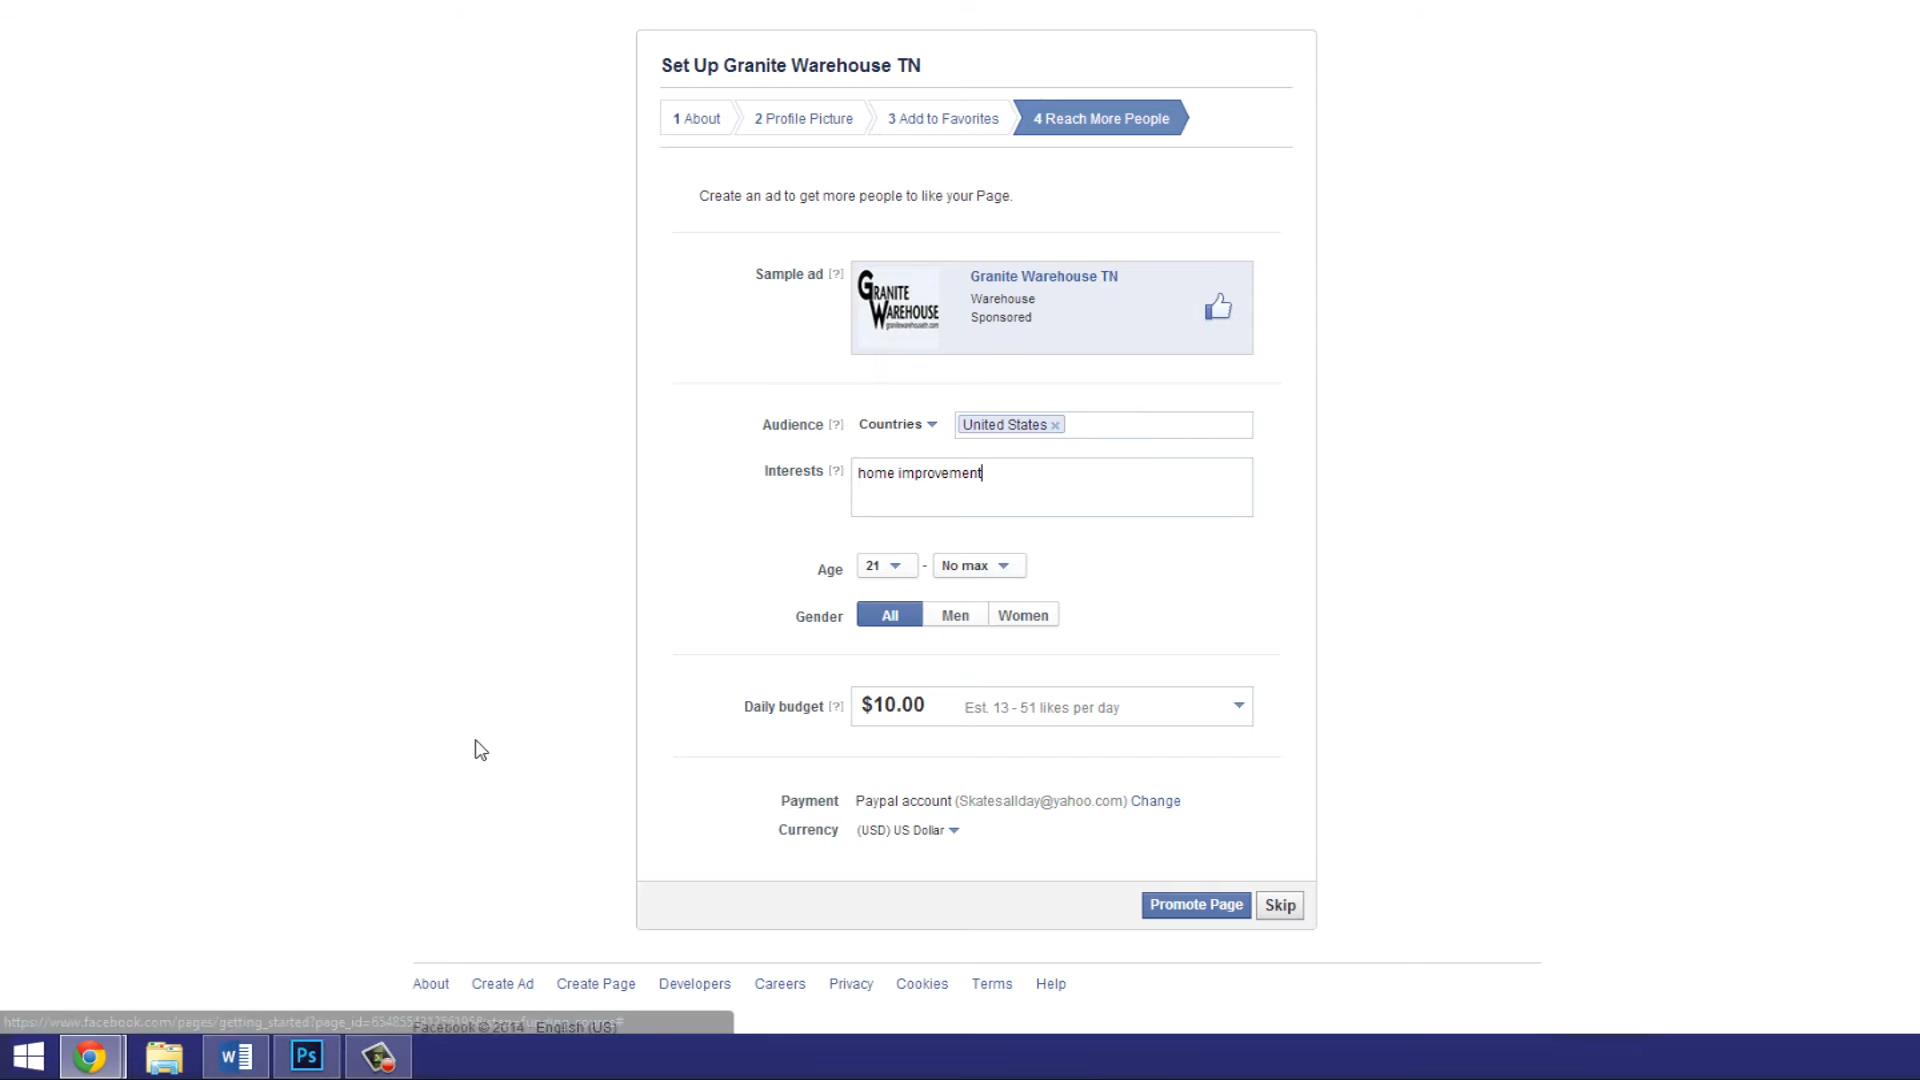 Set Up Granite Warehouse TN
1 About 2 Profile Picture 3 Add to Favorites 4 Reach More People
Create an ad to get more people to like your Page.
Sample ad [?]
GRANITE WAREHOUSE
Granite Warehouse TN
Warehouse
Sponsored
Audience [?] Countries United States ×
Interests [?] home improvement
Age 21 - No max
Gender All Men Women
Daily budget [?] $10.00 Est. 13 - 51 likes per day
Payment Paypal account (Skatesallday@yahoo.com) Change
Currency (USD) US Dollar
Promote Page Skip
About Create Ad Create Page Developers Careers Privacy Cookies Terms Help
Facebook © 2014 English (US)
Ps